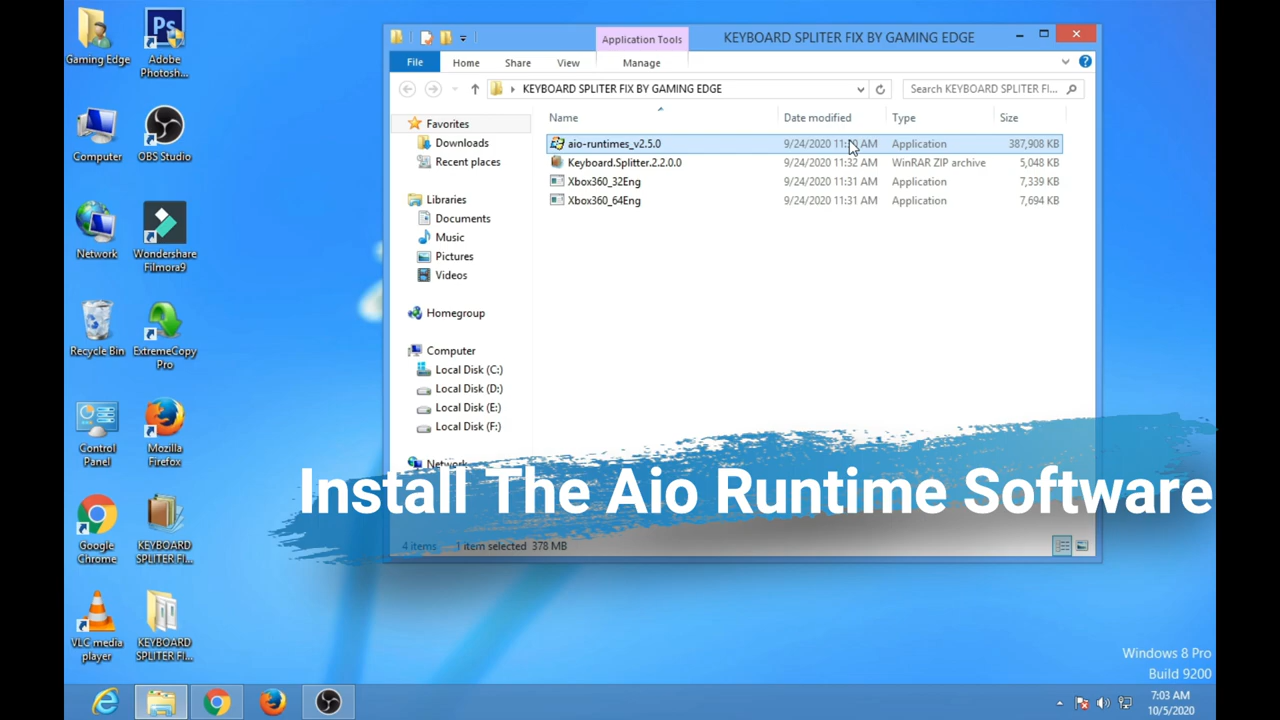 Gaming Edge
Adobe
Photosh...
Computer
OBS Studio
Network
Wondershare
Filmora9
Recycle Bin
ExtremeCopy
Pro
Control
Panel
Mozilla
Firefox
Google
Chrome
KEYBOARD
SPLITER FI...
VLC media
player
KEYBOARD
SPLITER FI...
Application Tools
KEYBOARD SPLITER FIX BY GAMING EDGE
File
Home
Share
View
Manage
KEYBOARD SPLITER FIX BY GAMING EDGE
Search KEYBOARD SPLITER FI...
Favorites
Downloads
Recent places
Libraries
Documents
Music
Pictures
Videos
Homegroup
Computer
Local Disk (C:)
Local Disk (D:)
Local Disk (E:)
Local Disk (F:)
Network
Name Date modified Type Size
aio-runtimes_v2.5.0 9/24/2020 AM Application 387,908 KB
Keyboard.Splitter.2.2.0.0 9/24/2020 11:32 AM WinRAR ZIP archive 5,048 KB
Xbox360_32Eng 9/24/2020 11:31 AM Application 7,339 KB
Xbox360_64Eng 9/24/2020 11:31 AM Application 7,694 KB
Install The Aio Runtime Software
4 items 1 item selected 378 MB
Windows 8 Pro
Build 9200
7:03 AM
10/5/2020